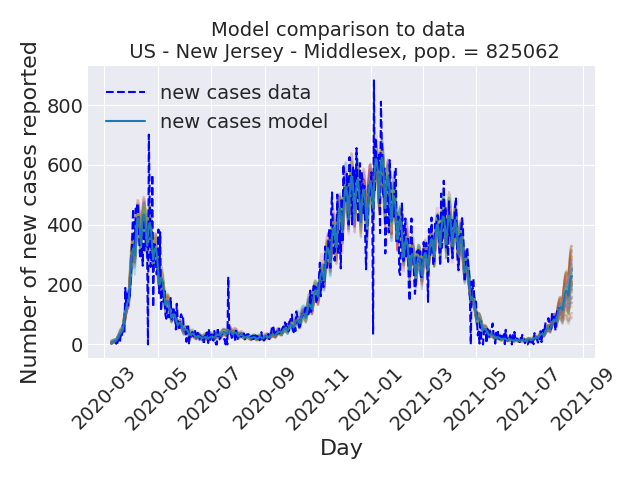 Model comparison to data
US - New Jersey - Middlesex, pop. = 825062
Number of new cases reported
800
600
400
200
0
new cases data
new cases model
2020-03
2020-05
2020-07
2020-09
2020-11
2021-01
2021-03
2021-05
2021-07
2021-09
Day